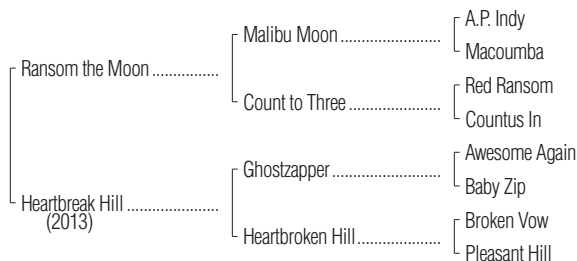 A.P. Indy
Malibu Moon ........................
Macoumba
Ransom the Moon ................
Red Ransom
Count to Three ......................
Countus In
Awesome Again
Ghostzapper ..........................
Baby Zip
Heartbreak Hill ......................
(2013)
Broken Vow
Heartbroken Hill ....................
Pleasant Hill